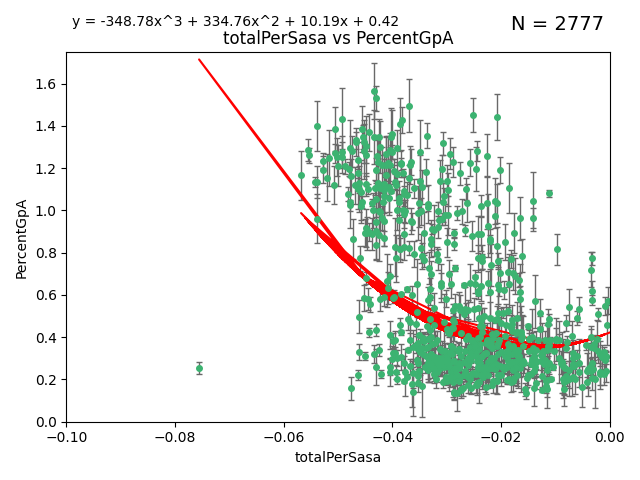 y = -348.78x^3 + 334.76x^2 + 10.19x + 0.42
N = 2777
totalPerSasa vs PercentGpA
1.6
1.4
1.2
1.0
0.8
0.6
0.4
0.2
0.0
PercentGpA
−0.10 −0.08 −0.06 −0.04 −0.02 0.00
totalPerSasa